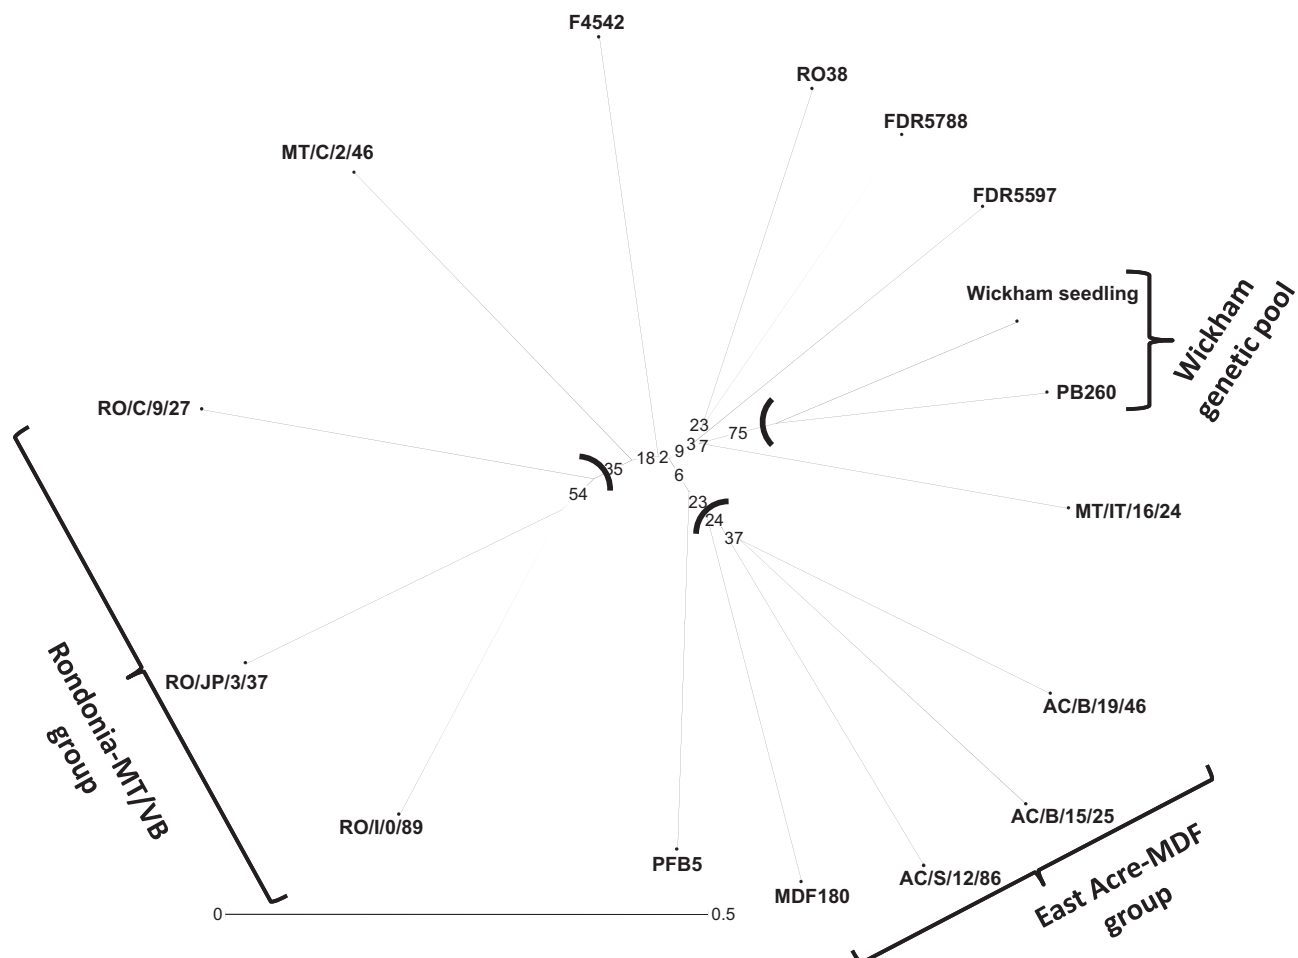 F4542
RO38
FDR5788
MT/C/2/46
FDR5597
Wickham seedling
Wickham
genetic pool
PB260
RO/C/9/27
23
75
3 7
9
18 2
35
6
54
23
24
37
MT/IT/16/24
RO/JP/3/37
Rondonia-MT/VB
group
AC/B/19/46
AC/B/15/25
RO/I/0/89
PFB5
AC/S/12/86
MDF180
East Acre-MDF
group
0 0.5